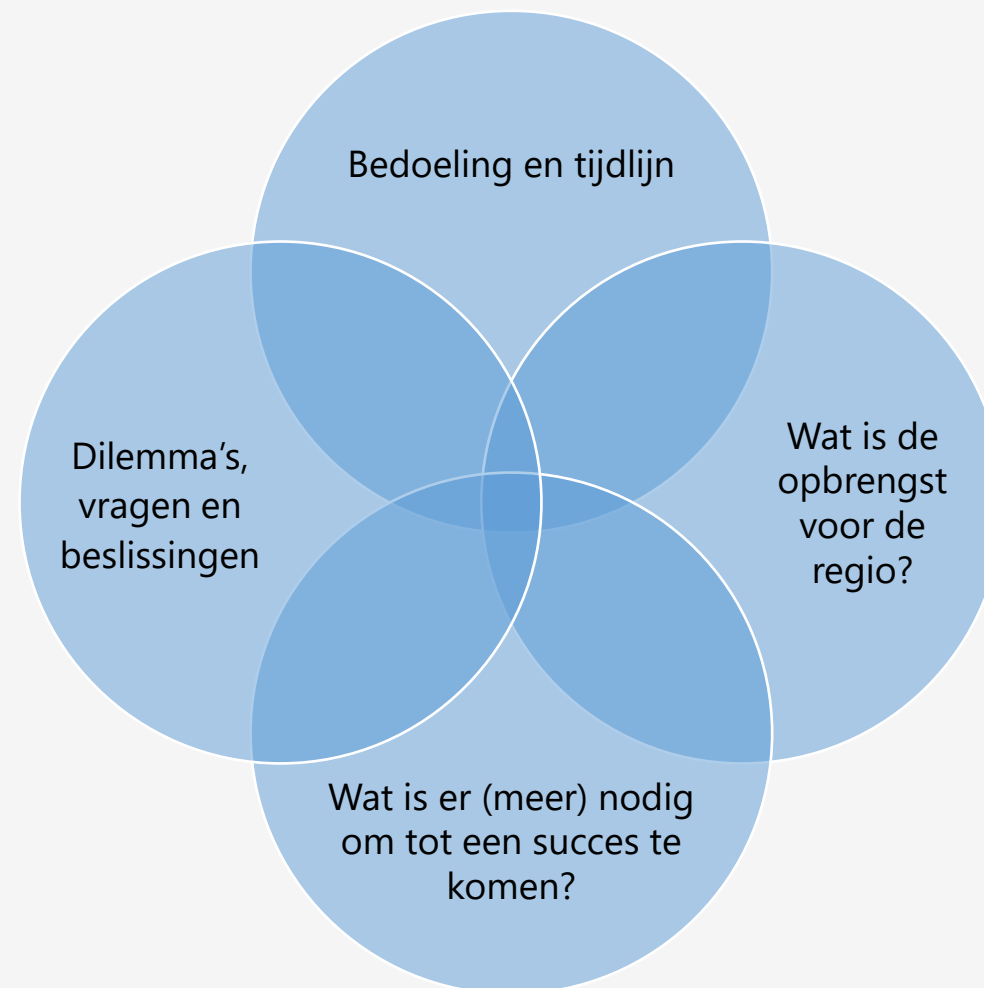 Bedoeling en tijdlijn
Dilemma’s,
vragen en
beslissingen
Wat is de
opbrengst
voor de
regio?
Wat is er (meer) nodig
om tot een succes te
komen?